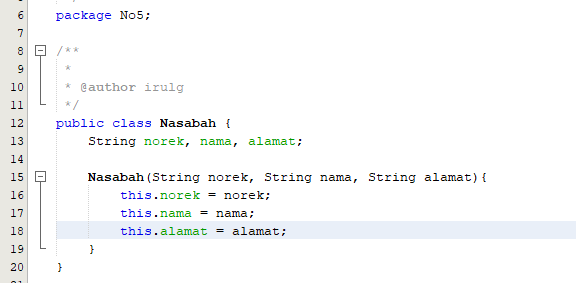 6 package No5;
7
8 /**
9 *
10 * @author irulg
11 */
12 public class Nasabah {
13 String norek, nama, alamat;
14
15 Nasabah(String norek, String nama, String alamat){
16 this.norek = norek;
17 this.nama = nama;
18 this.alamat = alamat;
19 }
20 }